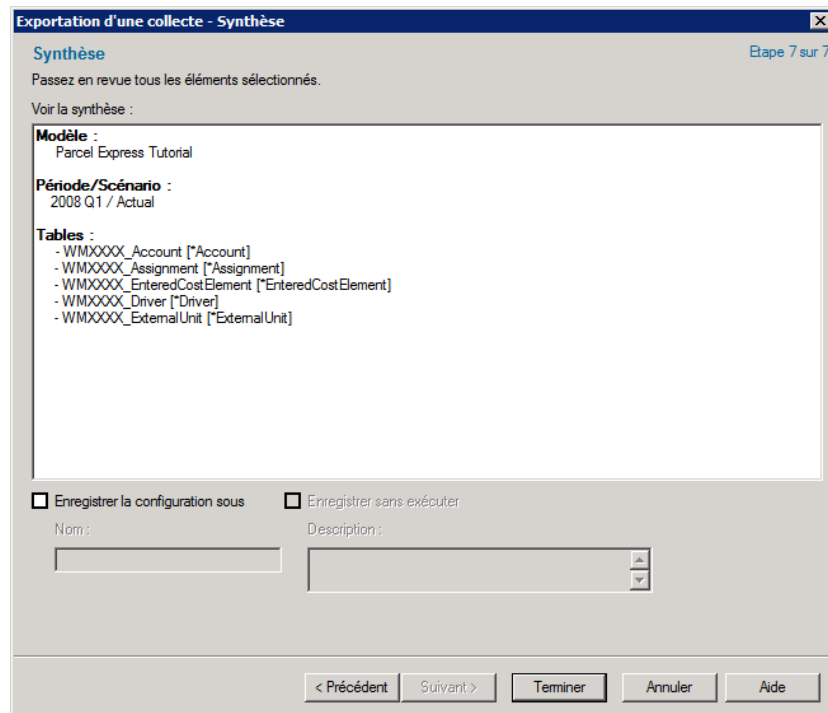 Exportation d'une collecte - Synthèse
Synthèse
Etape 7 sur 7
Passez en revue tous les éléments sélectionnés.
Voir la synthèse :
Modèle :
Parcel Express Tutorial
Période/Scénario :
2008 Q1 / Actual
Tables :
- WMXXXX_Account [*Account]
- WMXXXX_Assignment [*Assignment]
- WMXXXX_EnteredCostElement [*EnteredCostElement]
- WMXXXX_Driver [*Driver]
- WMXXXX_ExternalUnit [*ExternalUnit]
Enregistrer la configuration sous
Enregistrer sans exécuter
Nom :
Description :
< Précédent
Suivant >
Terminer
Annuler
Aide